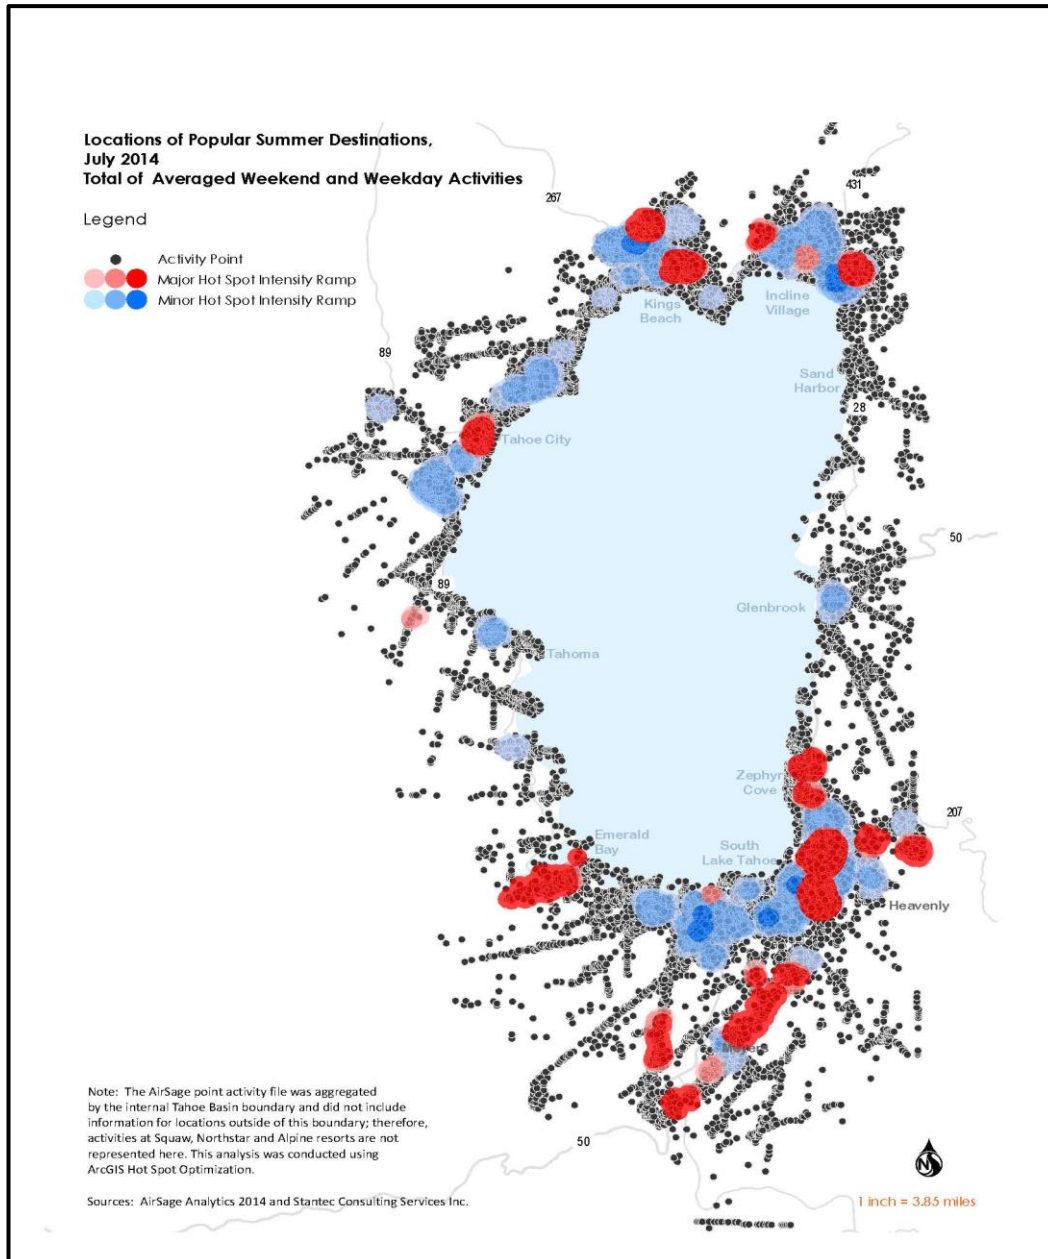 Locations of Popular Summer Destinations,
July 2014
Total of Averaged Weekend and Weekday Activities
Legend
Activity Point
Major Hot Spot Intensity Ramp
Minor Hot Spot Intensity Ramp
267
431
Kings
Beach
Incline
Village
89
Sand
Harbor
28
Tahoe City
50
89
Glenbrook
Tahoma
Zephyr
Cove
207
Emerald
Bay
South
Lake Tahoe
Heavenly
Note: The AirSage point activity file was aggregated
by the internal Tahoe Basin boundary and did not include
information for locations outside of this boundary; therefore,
activities at Squaw, Northstar and Alpine resorts are not
represented here. This analysis was conducted using
ArcGIS Hot Spot Optimization.
50
N
Sources: AirSage Analytics 2014 and Stantec Consulting Services Inc.
1 inch = 3.85 miles